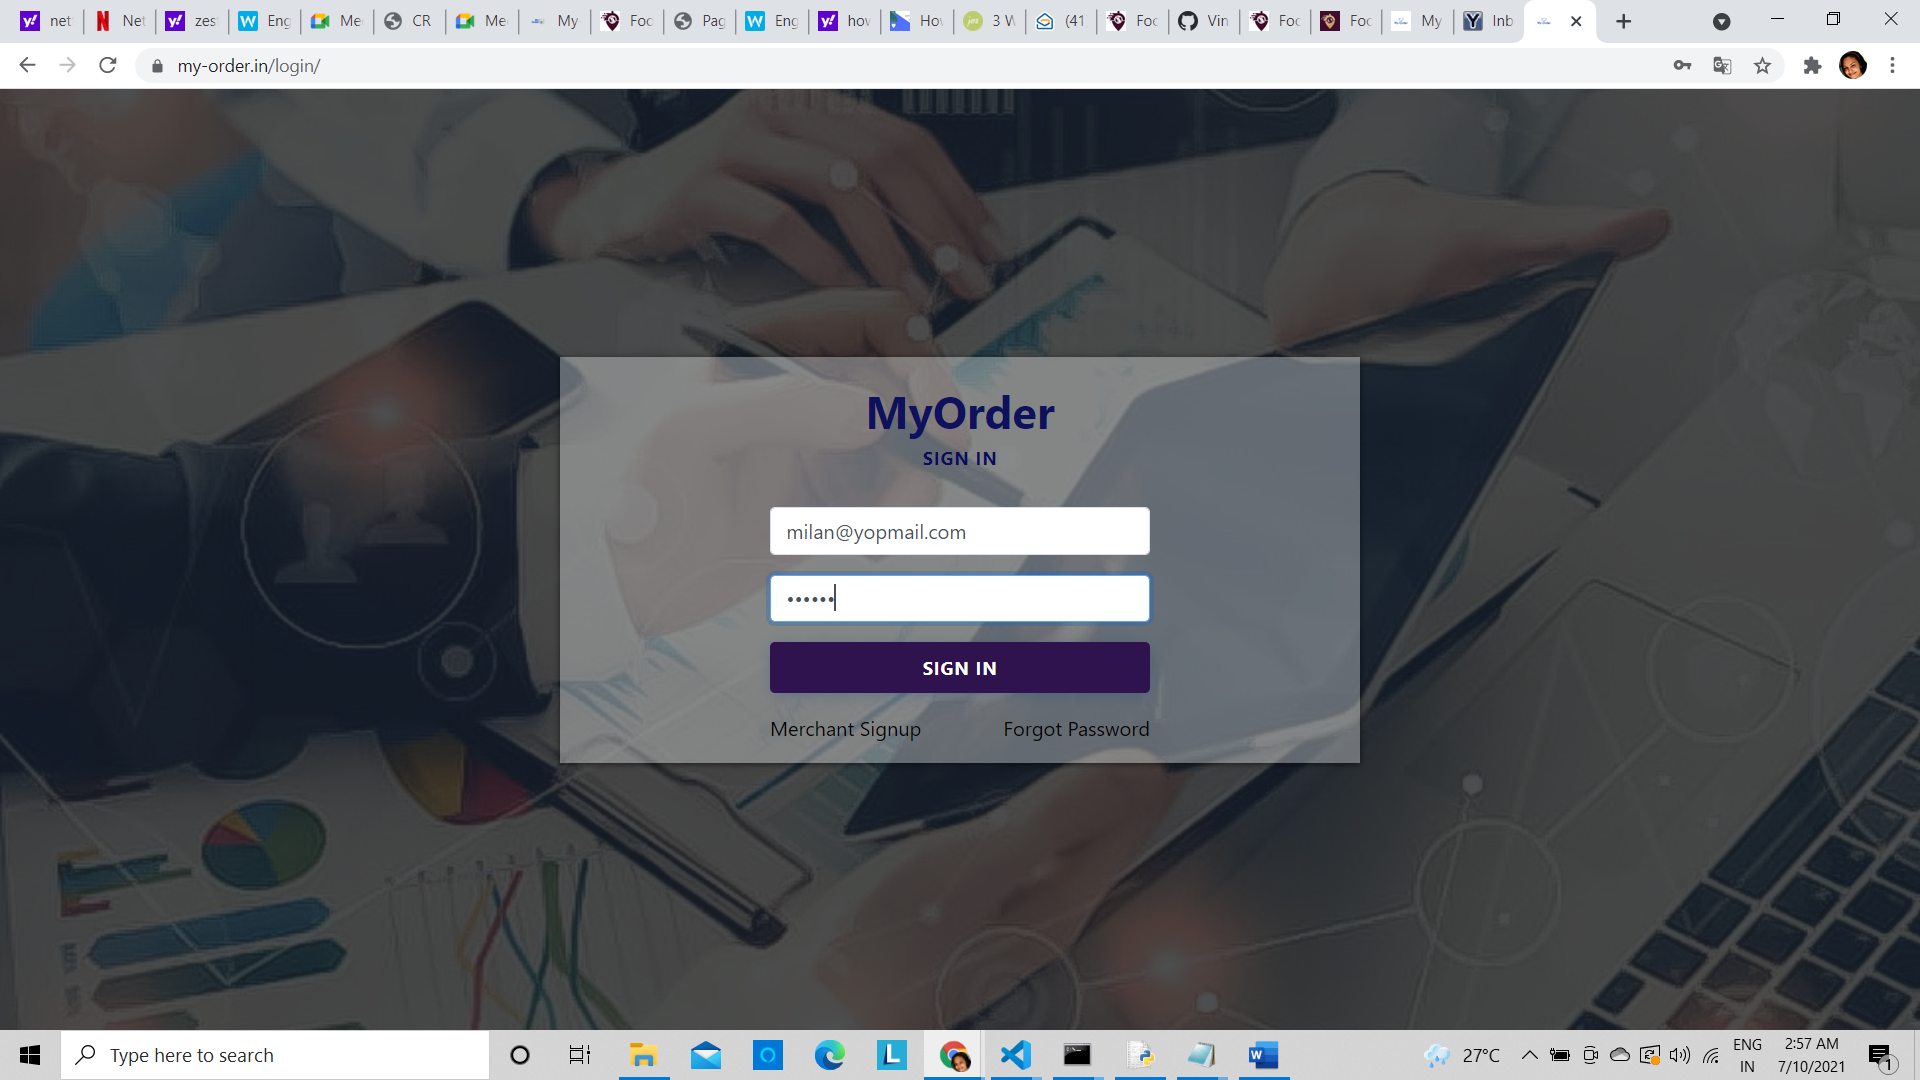 net
Net
zest
Eng
Me
CR
Me
My
Foo
Pag
Eng
how
Hov
3 W
(41
Foo
Vin
Foo
Foo
My
Inb
my-order.in/login/
MyOrder
SIGN IN
milan@yopmail.com
••••••
SIGN IN
Merchant Signup
Forgot Password
Type here to search
27°C
ENG
IN
2:57 AM
7/10/2021
1